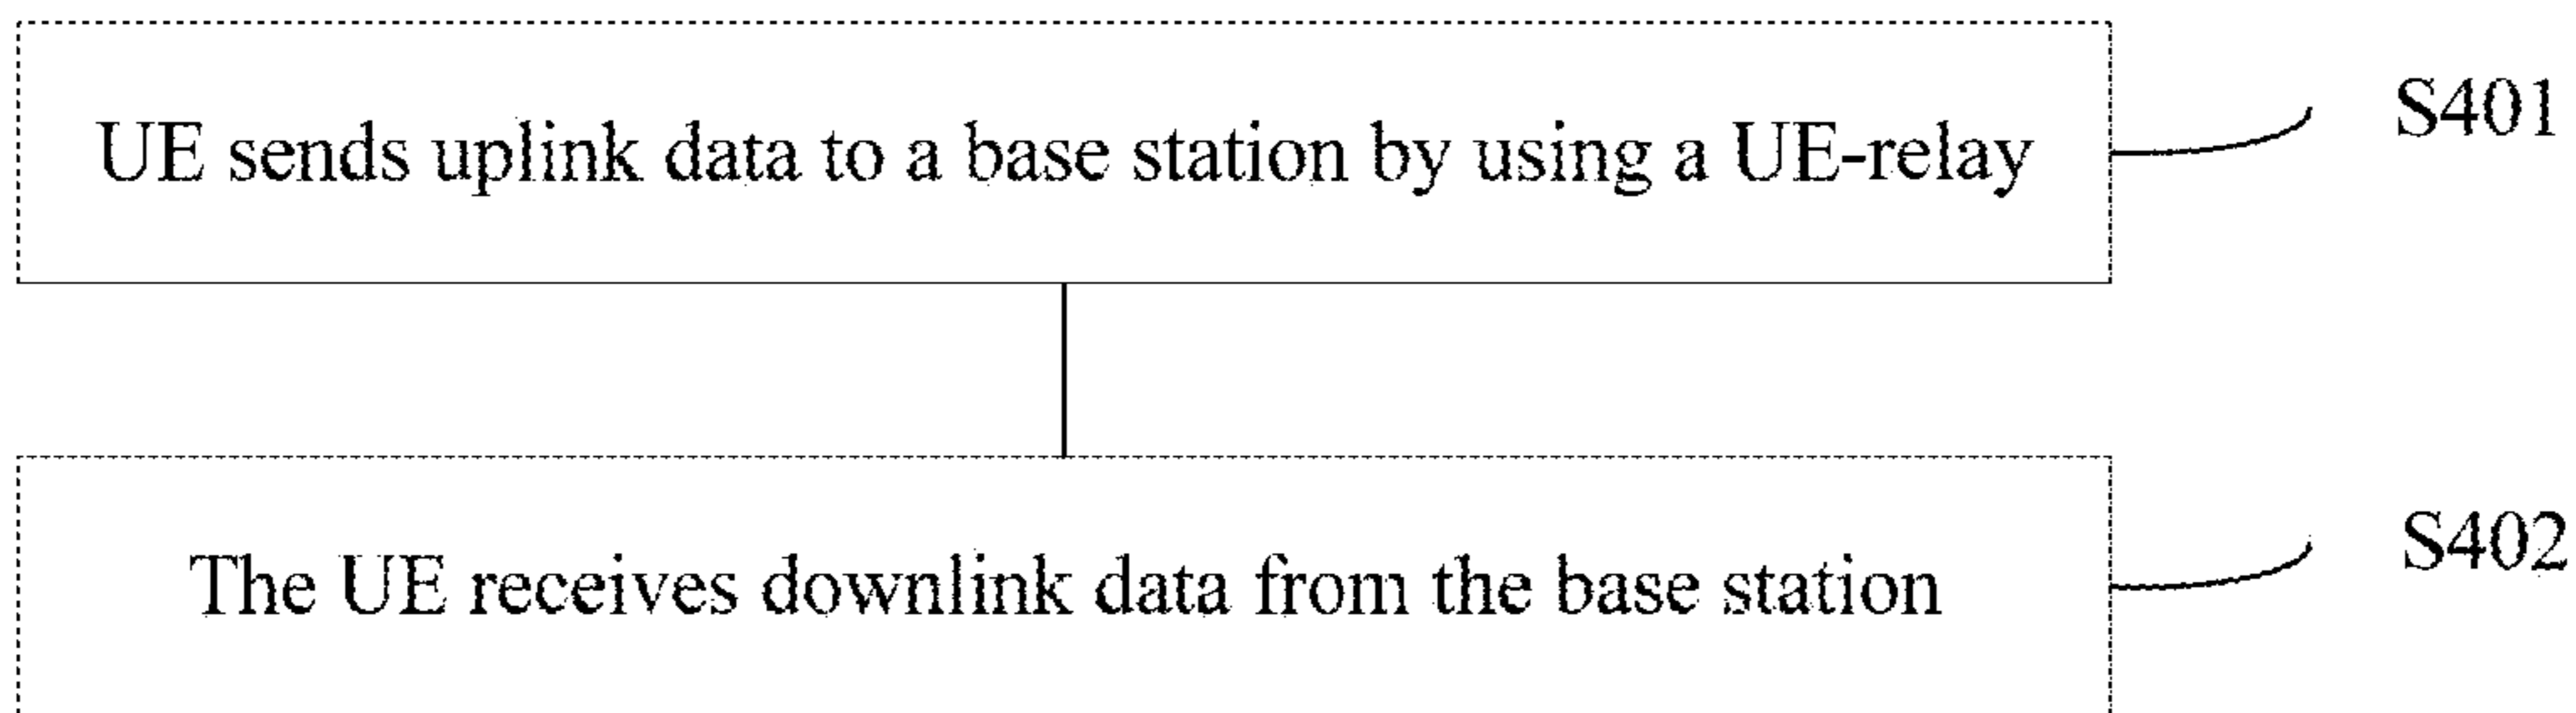 UE sends uplink data to a base station by using a UE-relay
S401
The UE receives downlink data from the base station
S402